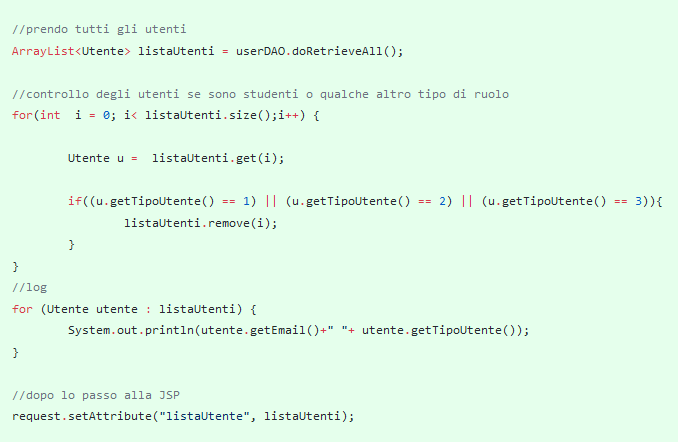 //prendo tutti gli utenti
ArrayList<Utente> listaUtenti = userDAO.doRetrieveAll();
//controllo degli utenti se sono studenti o qualche altro tipo di ruolo
for(int  i = 0; i< listaUtenti.size();i++) {
Utente u =  listaUtenti.get(i);
if((u.getTipoUtente() == 1) || (u.getTipoUtente() == 2) || (u.getTipoUtente() == 3)){
listaUtenti.remove(i);
}
}
//log
for (Utente utente : listaUtenti) {
System.out.println(utente.getEmail()+" "+ utente.getTipoUtente());
}
//dopo lo passo alla JSP
request.setAttribute("listaUtente", listaUtenti);